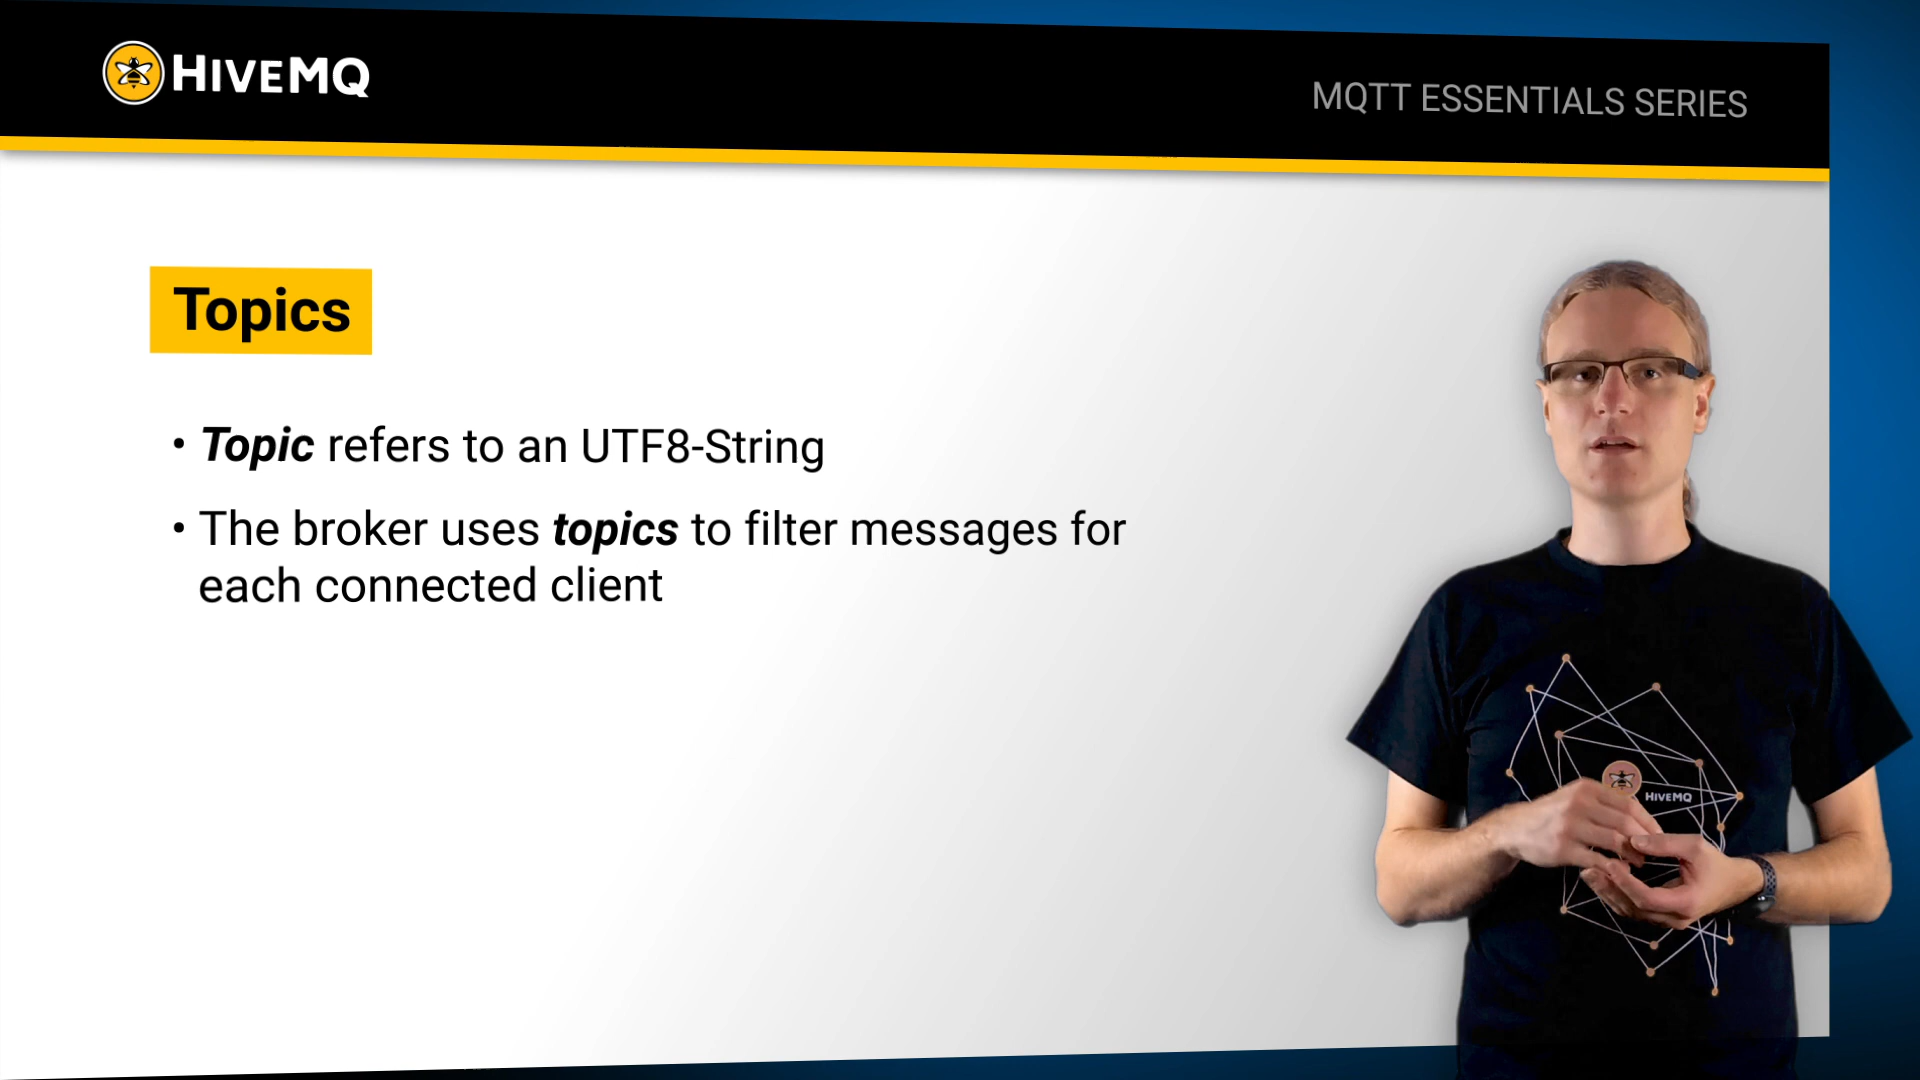 HIVEMQ
MQTT ESSENTIALS SERIES
Topics
• Topic refers to an UTF8-String
• The broker uses topics to filter messages for
each connected client
HIVEMQ